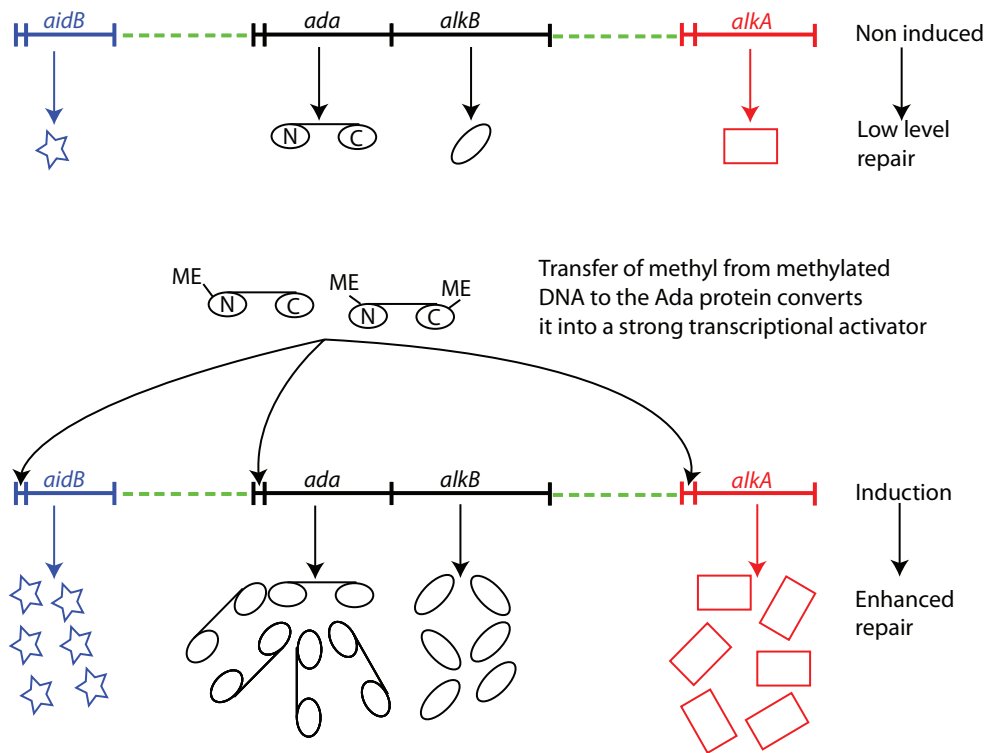 aidB
ada
alkB
alkA
Non induced
N
C
Low level
repair
ME
N
C
ME
N
C
ME
Transfer of methyl from methylated
DNA to the Ada protein converts
it into a strong transcriptional activator
aidB
ada
alkB
alkA
Induction
Enhanced
repair